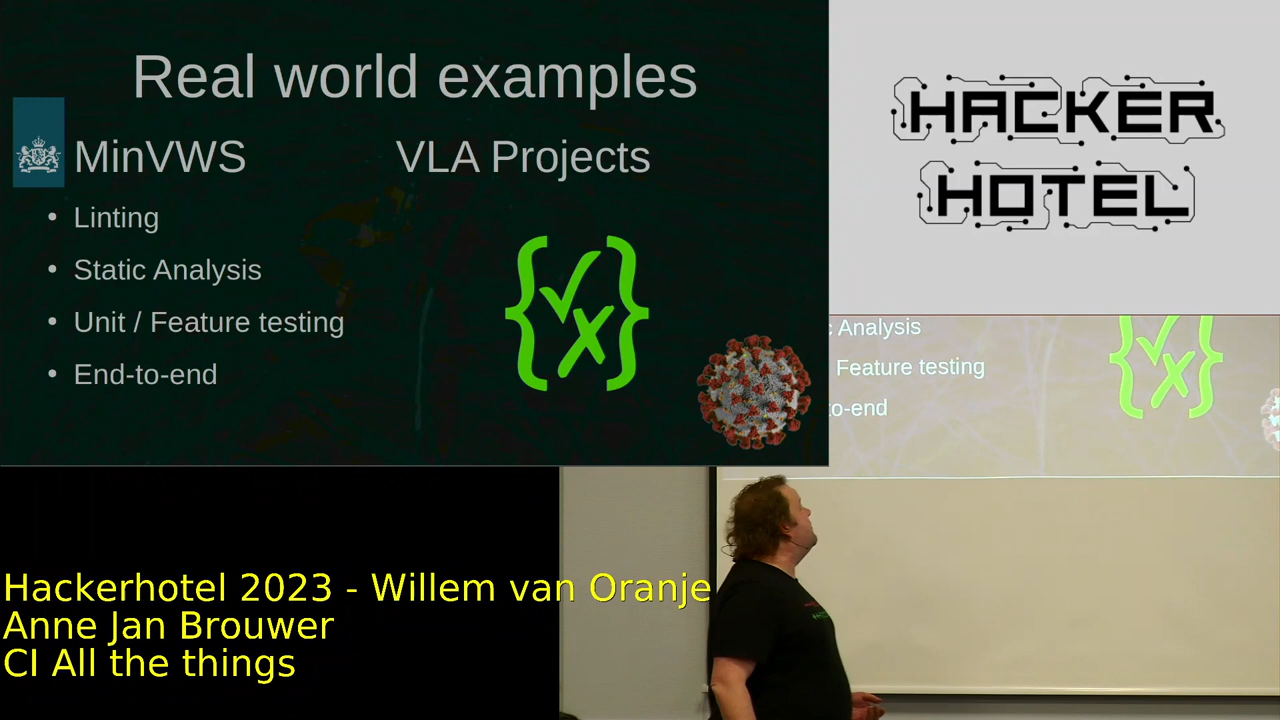 Real world examples
MinVWS
Linting
Static Analysis
Unit / Feature testing
End-to-end
VLA Projects
HACKER
HOTEL
Analysis
Feature testing
to-end
Hackerhotel 2023 - Willem van Oranje
Anne Jan Brouwer
CI All the things